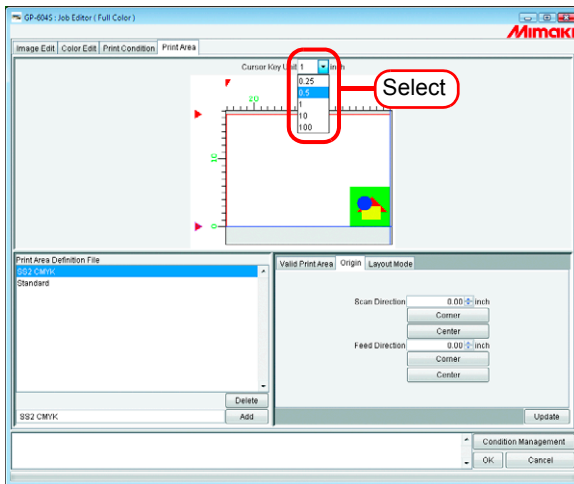 GP-604S : Job Editor ( Full Color )
Mimaki
Image Edit Color Edit Print Condition Print Area
Cursor Key Unit 1 inch
0.25
0.5
1
10
100
Select
20
10
0
Print Area Definition File
SS2 CMYK
Standard
Delete
SS2 CMYK Add
Valid Print Area Origin Layout Mode
Scan Direction 0.00 inch
Corner
Center
Feed Direction 0.00 inch
Corner
Center
Update
Condition Management
OK Cancel